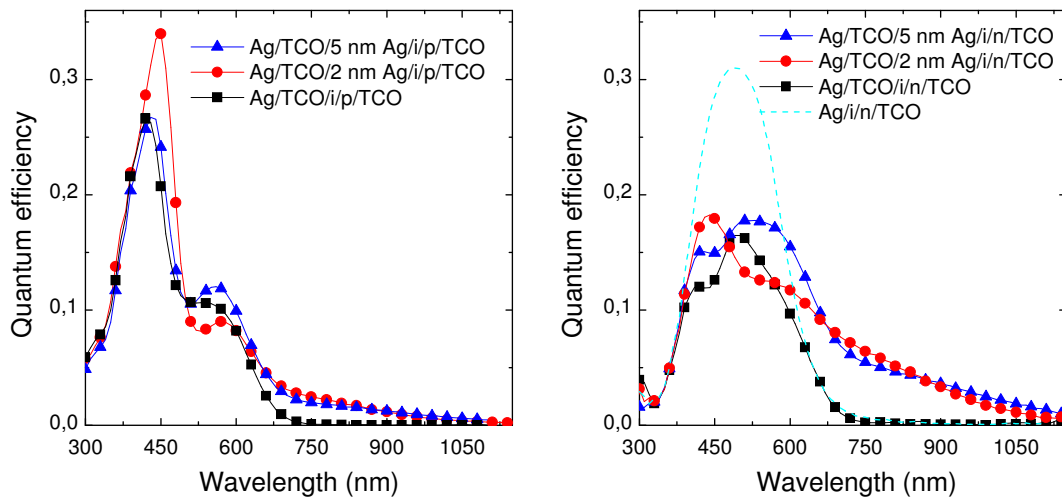 Quantum efficiency
0,3
0,2
0,1
0,0
300 450 600 750 900 1050
Wavelength (nm)
Ag/TCO/5 nm Ag/i/p/TCO
Ag/TCO/2 nm Ag/i/p/TCO
Ag/TCO/i/p/TCO
Quantum efficiency
0,3
0,2
0,1
0,0
300 450 600 750 900 1050
Wavelength (nm)
Ag/TCO/5 nm Ag/i/n/TCO
Ag/TCO/2 nm Ag/i/n/TCO
Ag/TCO/i/n/TCO
Ag/i/n/TCO